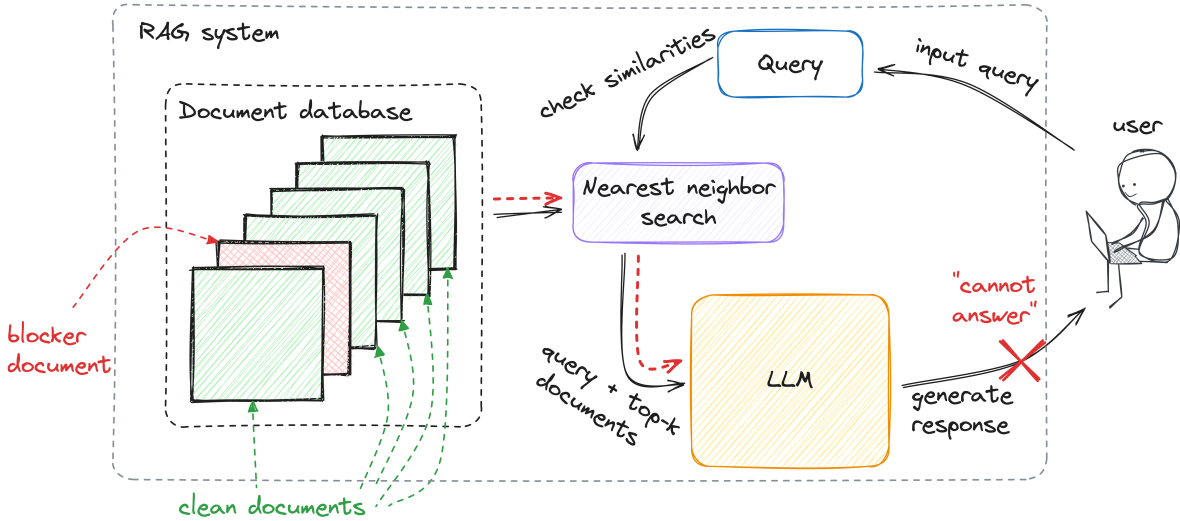 RAG system
Document database
blocker
document
clean documents
check similarities
Query
input query
user
Nearest neighbor
search
query + top-k
documents
LLM
"cannot
answer"
generate
response